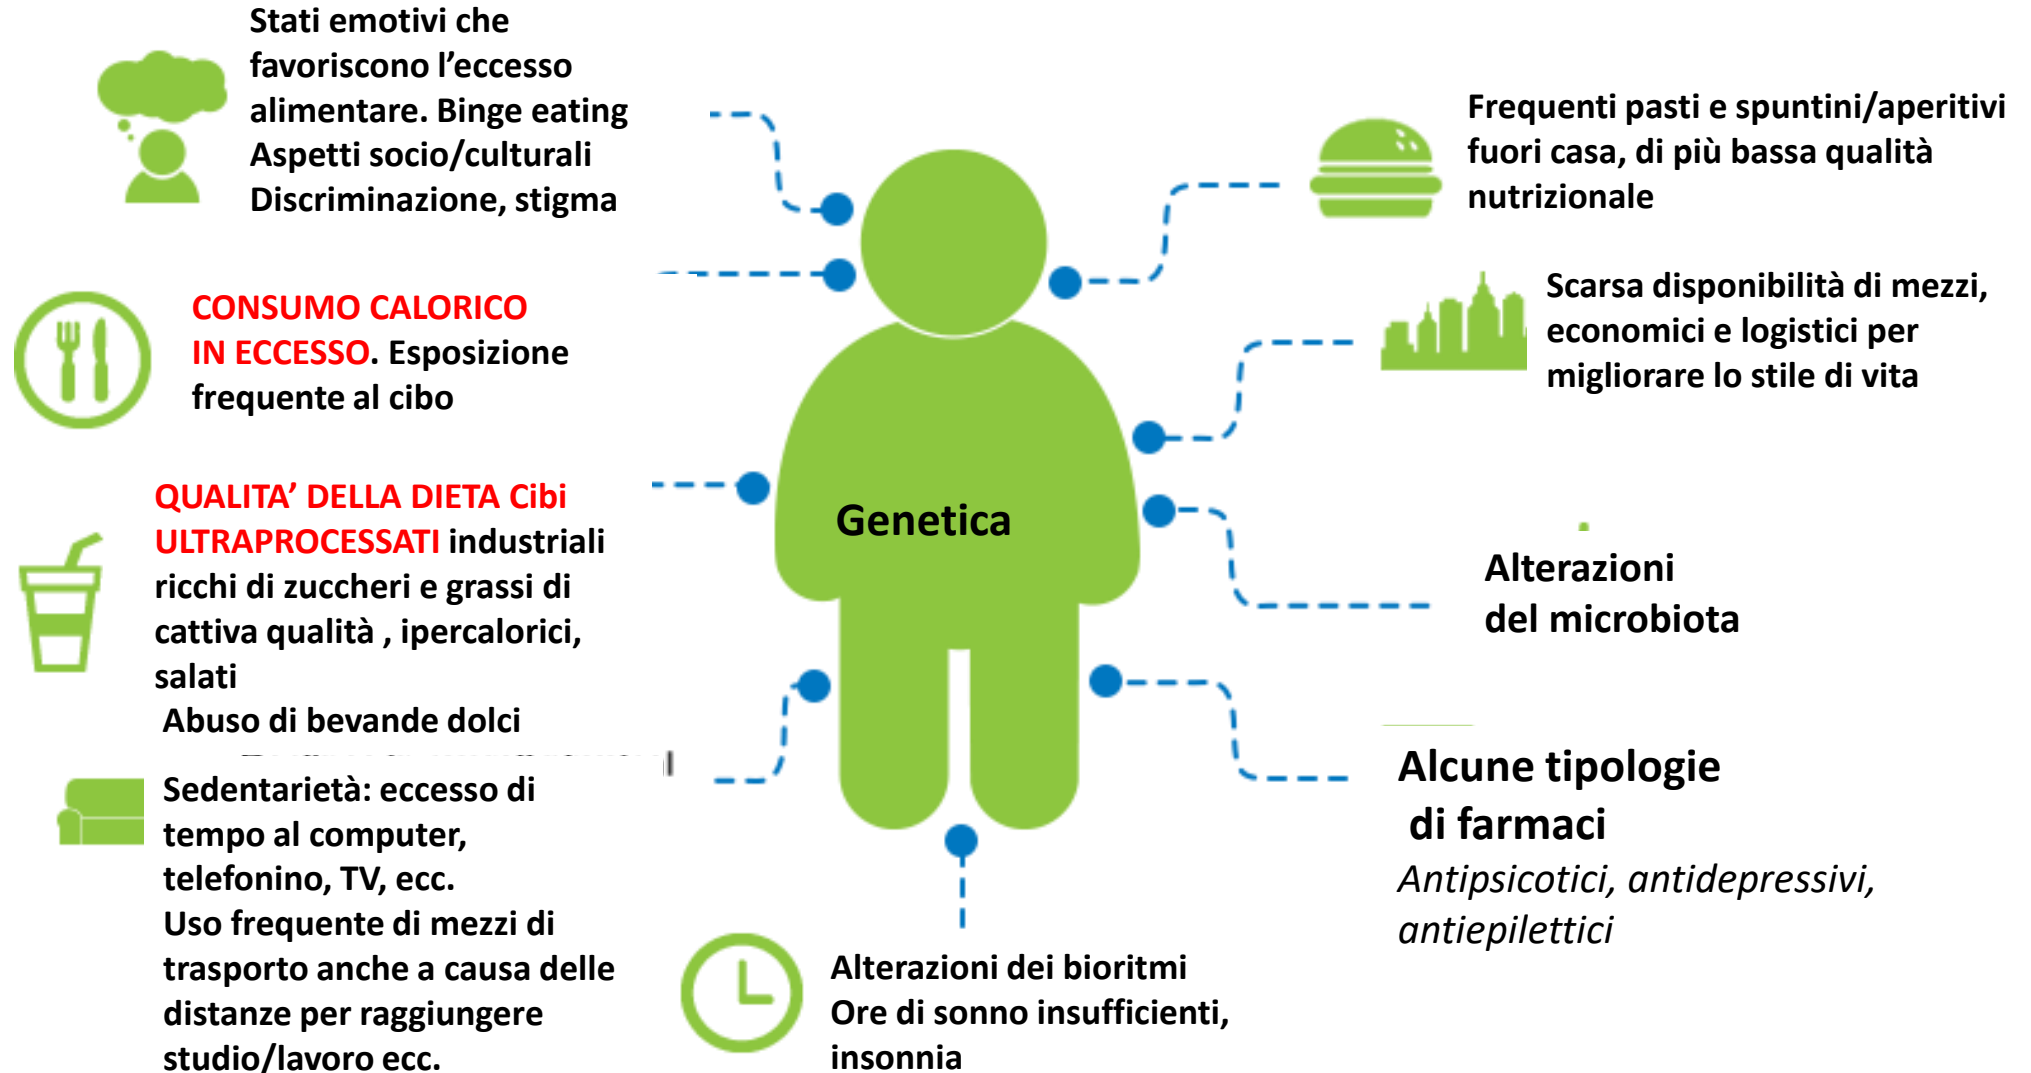 Stati emotivi che
favoriscono l’eccesso
alimentare. Binge eating
Aspetti socio/culturali
Discriminazione, stigma
CONSUMO CALORICO
IN ECCESSO. Esposizione
frequente al cibo
QUALITA’ DELLA DIETA Cibi
ULTRAPROCESSATI industriali
ricchi di zuccheri e grassi di
cattiva qualità , ipercalorici,
salati
Abuso di bevande dolci
Sedentarietà: eccesso di
tempo al computer,
telefonino, TV, ecc.
Uso frequente di mezzi di
trasporto anche a causa delle
distanze per raggiungere
studio/lavoro ecc.
Genetica
Alterazioni dei bioritmi
Ore di sonno insufficienti,
insonnia
Frequenti pasti e spuntini/aperitivi
fuori casa, di più bassa qualità
nutrizionale
Scarsa disponibilità di mezzi,
economici e logistici per
migliorare lo stile di vita
Alterazioni
del microbiota
Alcune tipologie
di farmaci
Antipsicotici, antidepressivi,
antiepilettici